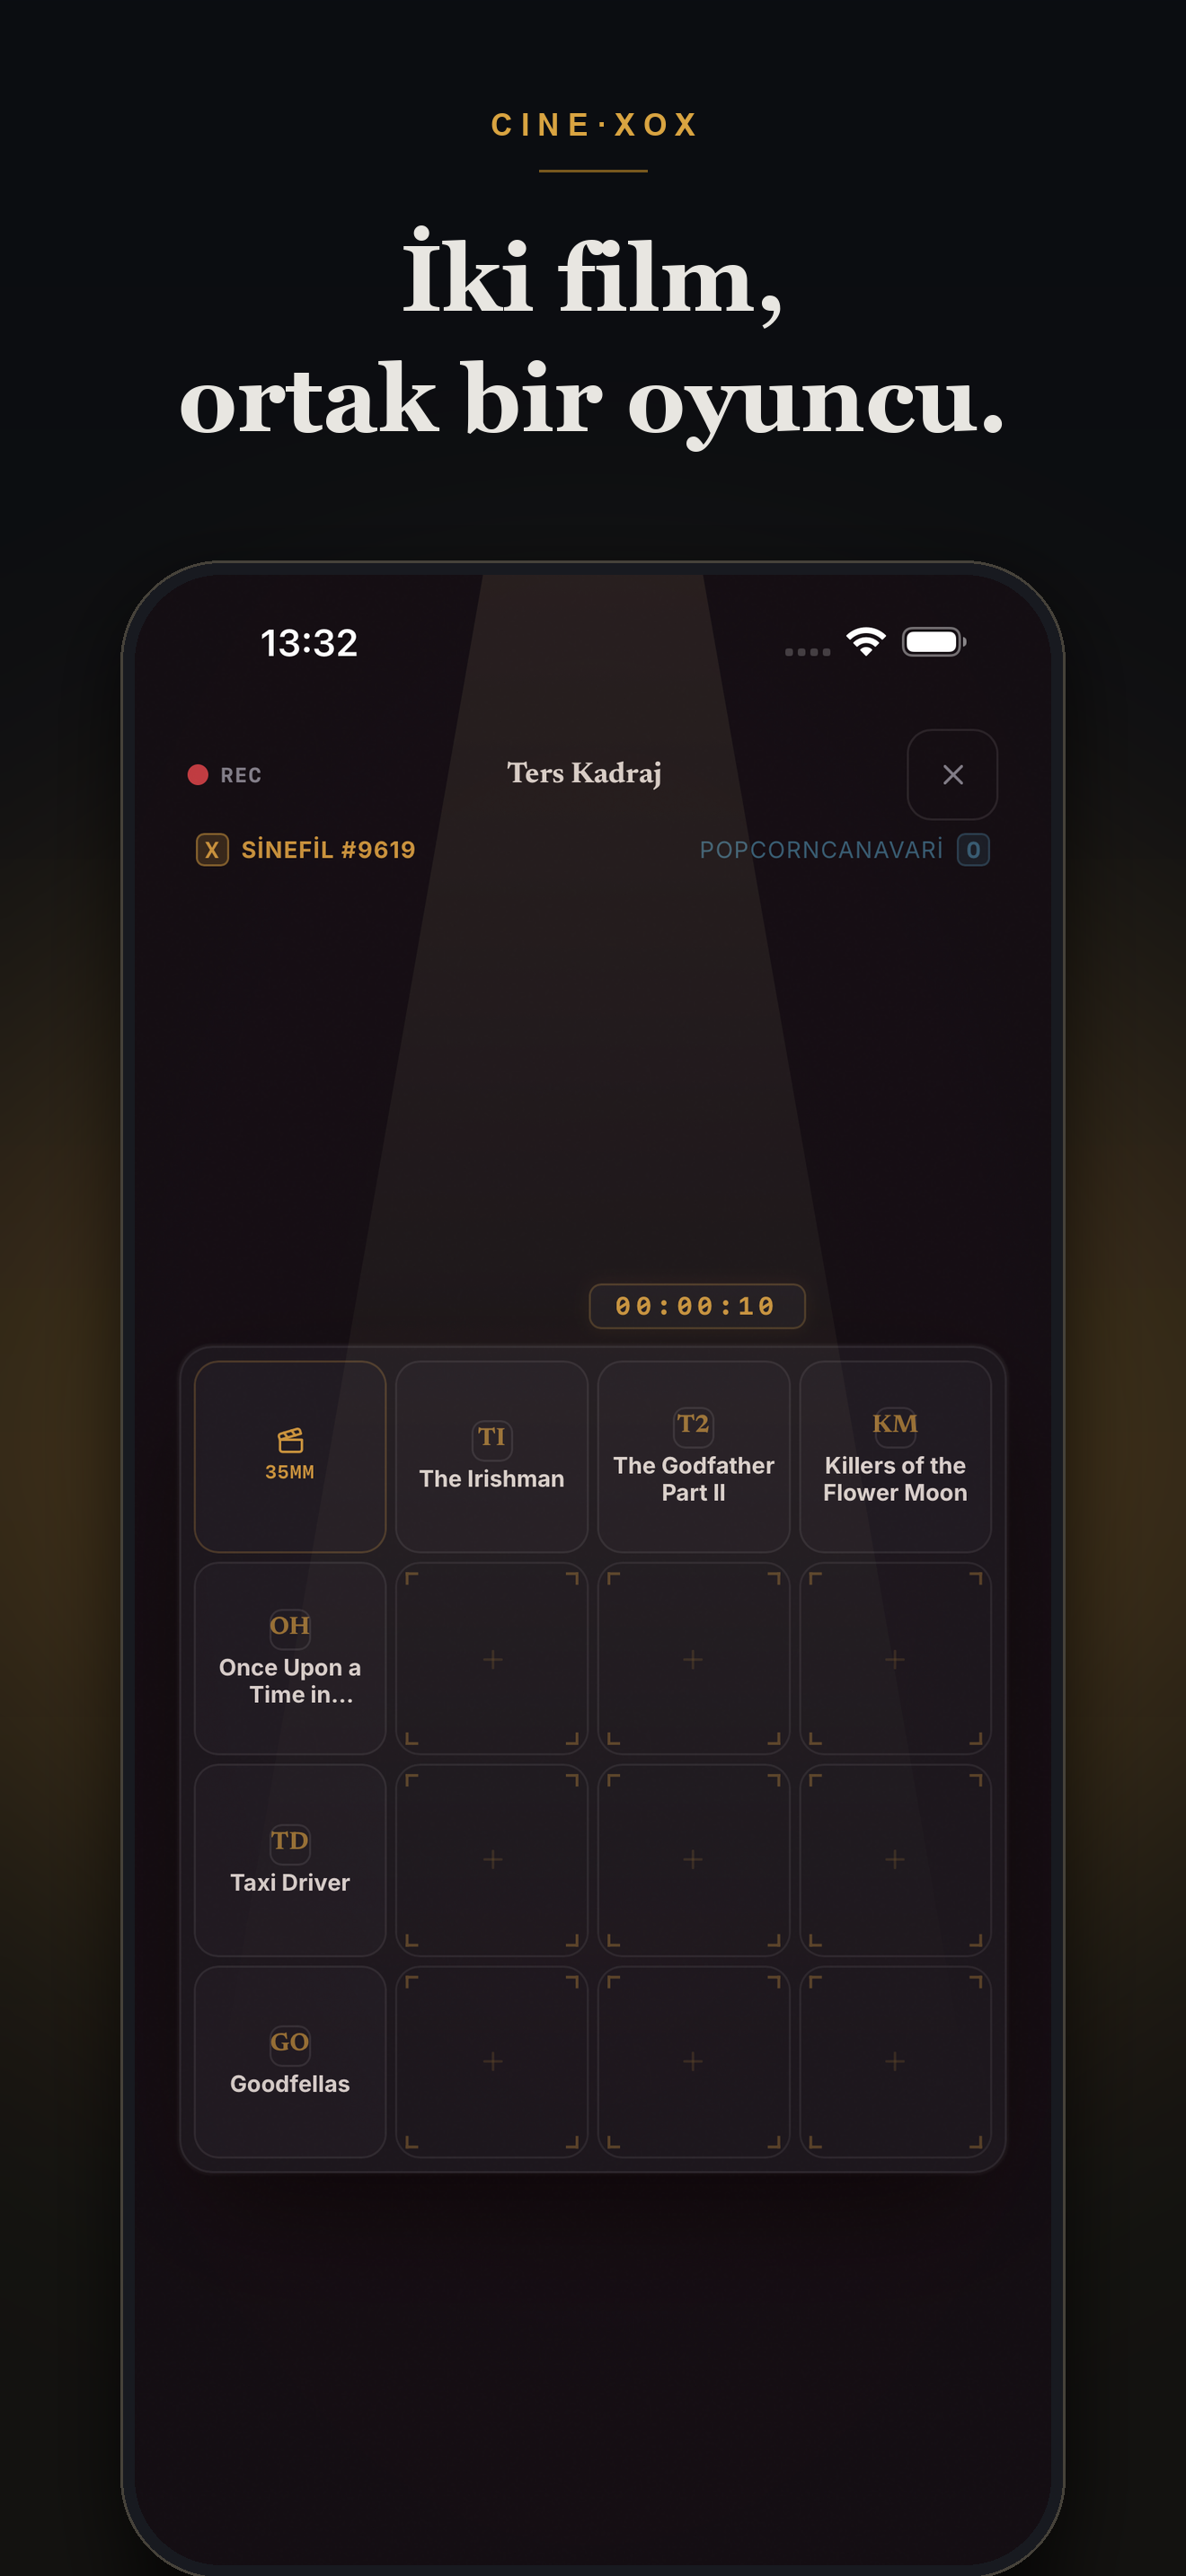 CINE·XOX
İki film,
ortak bir oyuncu.
13:32
REC
Ters Kadraj
X SİNEFİL #9619
POPCORNCANAVARİ O
00:00:10
35MM
TI
The Irishman
T2
The Godfather
Part II
KM
Killers of the
Flower Moon
OH
Once Upon a
Time in...
TD
Taxi Driver
GO
Goodfellas